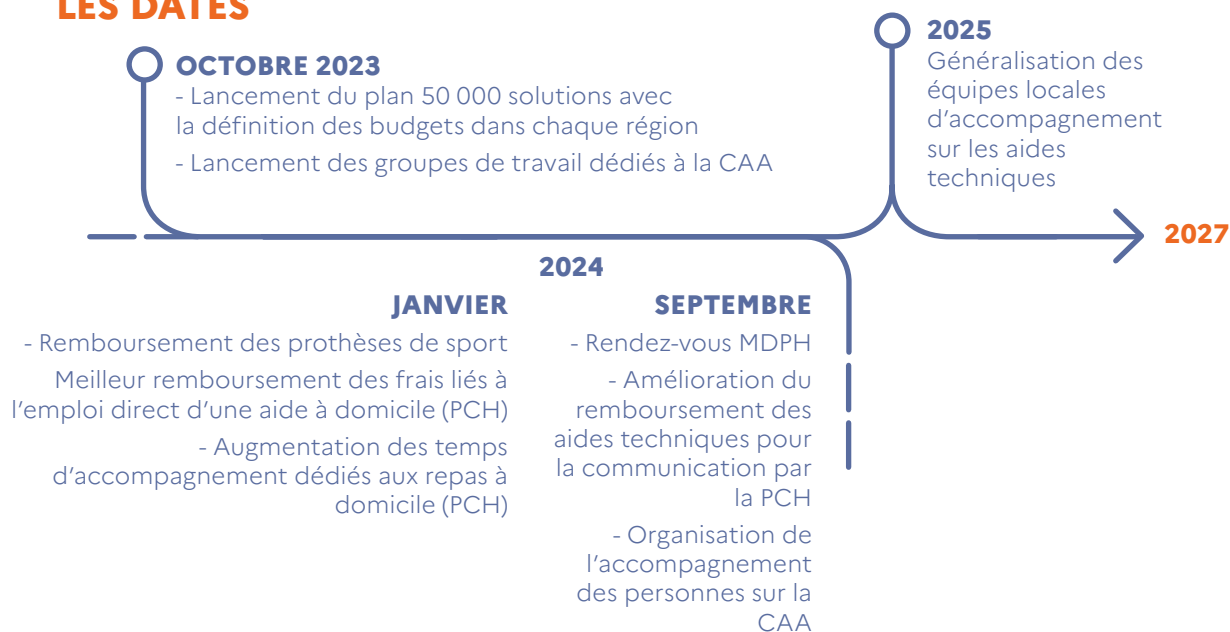 LES DATES
OCTOBRE 2023
- Lancement du plan 50 000 solutions avec
la définition des budgets dans chaque région
- Lancement des groupes de travail dédiés à la CAA
2025
Généralisation des
équipes locales
d’accompagnement
sur les aides
techniques
2027
2024
JANVIER
- Remboursement des prothèses de sport
Meilleur remboursement des frais liés à
l’emploi direct d’une aide à domicile (PCH)
- Augmentation des temps
d’accompagnement dédiés aux repas à
domicile (PCH)
SEPTEMBRE
- Rendez-vous MDPH
- Amélioration du
remboursement des
aides techniques pour
la communication par
la PCH
- Organisation de
l’accompagnement
des personnes sur la
CAA